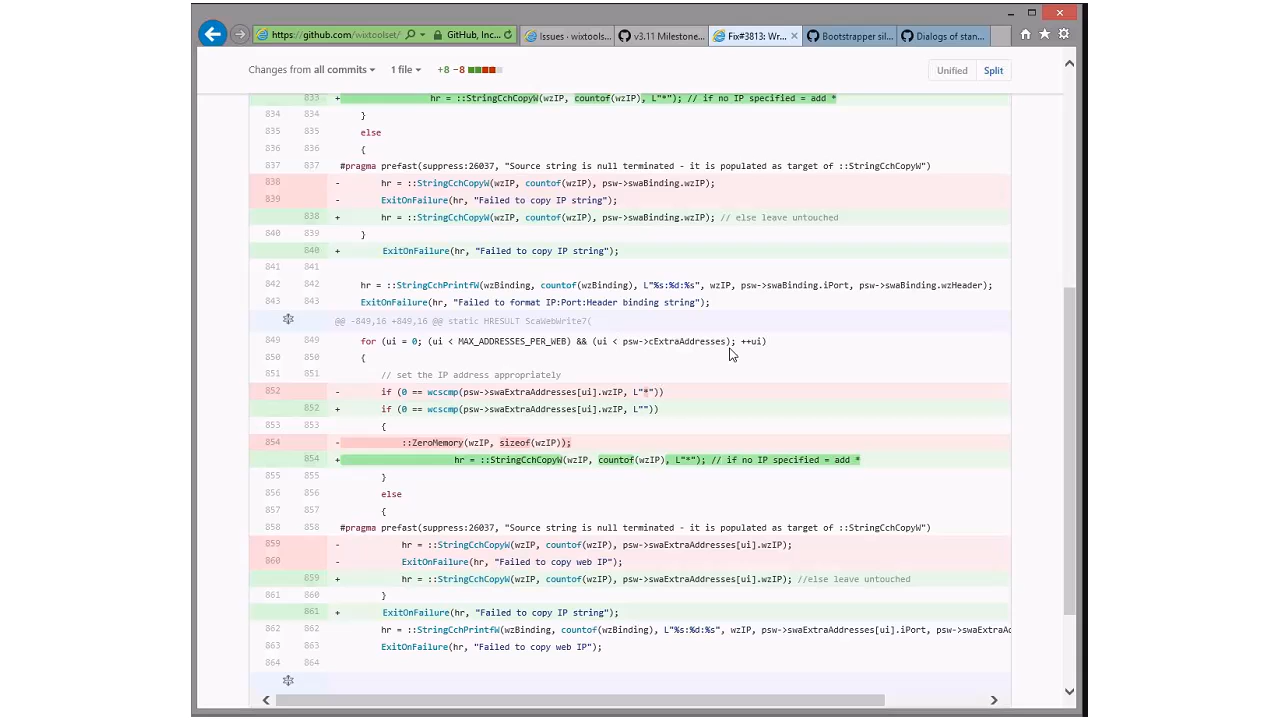 https://github.com/wixtoolset/ GitHub, Inc... Issues · wixtools... v3.11 Milestone... Fix#3813: Wr... Bootstrapper sil... Dialogs of stan...
Changes from all commits 1 file +8 −8 Unified Split
833 + hr = ::StringCchCopyW(wzIP, countof(wzIP), L"*"); // if no IP specified = add *
834 834 }
835 835 else
836 836 {
837 837 #pragma prefast(suppress:26037, "Source string is null terminated - it is populated as target of ::StringCchCopyW")
838 - hr = ::StringCchCopyW(wzIP, countof(wzIP), psw->swaBinding.wzIP);
839 - ExitOnFailure(hr, "Failed to copy IP string");
838 + hr = ::StringCchCopyW(wzIP, countof(wzIP), psw->swaBinding.wzIP); // else leave untouched
840 839 }
840 + ExitOnFailure(hr, "Failed to copy IP string");
841 841
842 842 hr = ::StringCchPrintfW(wzBinding, countof(wzBinding), L"%s:%d:%s", wzIP, psw->swaBinding.iPort, psw->swaBinding.wzHeader);
843 843 ExitOnFailure(hr, "Failed to format IP:Port:Header binding string");
@@ -849,16 +849,16 @@ static HRESULT ScaWebWrite7(
849 849 for (ui = 0; (ui < MAX_ADDRESSES_PER_WEB) && (ui < psw->cExtraAddresses); ++ui)
850 850 {
851 851 // set the IP address appropriately
852 - if (0 == wcscmp(psw->swaExtraAddresses[ui].wzIP, L"*"))
852 + if (0 == wcscmp(psw->swaExtraAddresses[ui].wzIP, L""))
853 853 {
854 - ::ZeroMemory(wzIP, sizeof(wzIP));
854 + hr = ::StringCchCopyW(wzIP, countof(wzIP), L"*"); // if no IP specified = add *
855 855 }
856 856 else
857 857 {
858 858 #pragma prefast(suppress:26037, "Source string is null terminated - it is populated as target of ::StringCchCopyW")
859 - hr = ::StringCchCopyW(wzIP, countof(wzIP), psw->swaExtraAddresses[ui].wzIP);
860 - ExitOnFailure(hr, "Failed to copy web IP");
859 + hr = ::StringCchCopyW(wzIP, countof(wzIP), psw->swaExtraAddresses[ui].wzIP); //else leave untouched
861 860 }
861 + ExitOnFailure(hr, "Failed to copy IP string");
862 862 hr = ::StringCchPrintfW(wzBinding, countof(wzBinding), L"%s:%d:%s", wzIP, psw->swaExtraAddresses[ui].iPort, psw->swaExtraAd
863 863 ExitOnFailure(hr, "Failed to copy web IP");
864 864